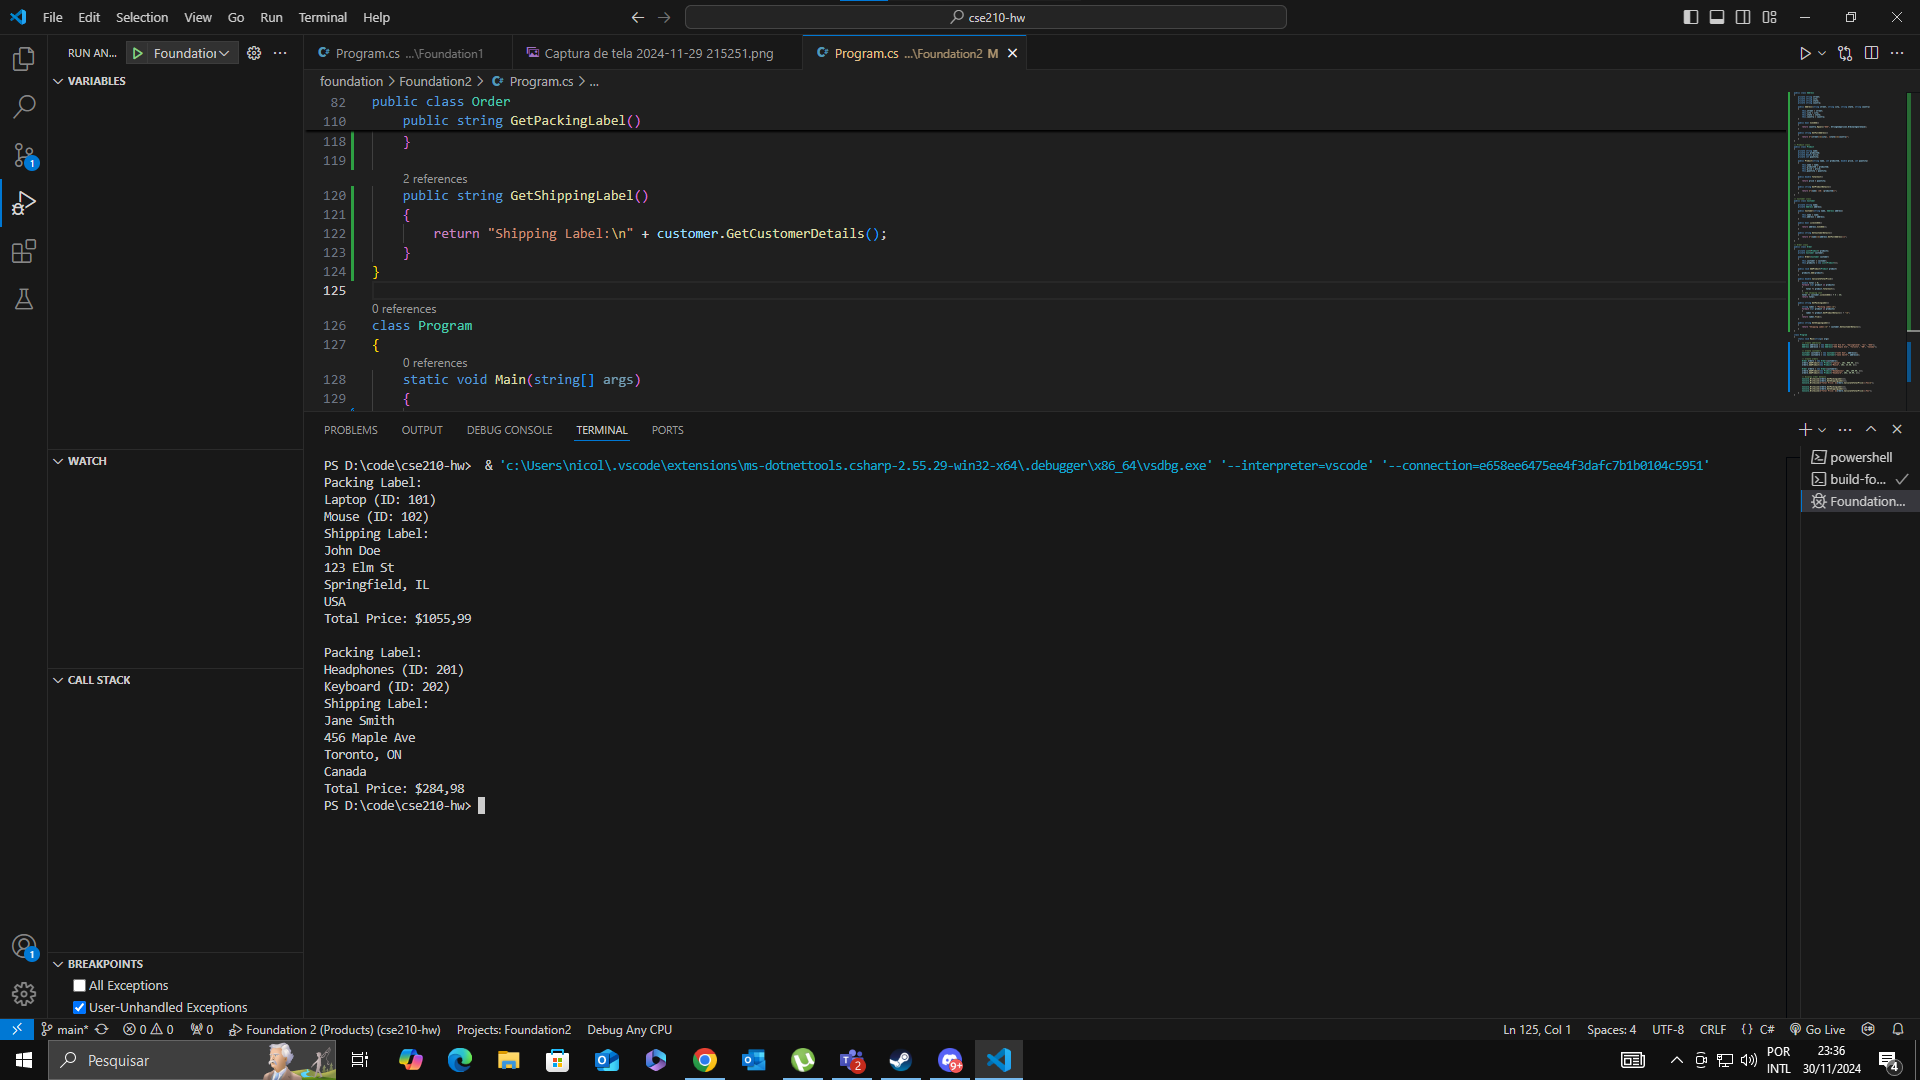 File Edit Selection View Go Run Terminal Help
cse210-hw
RUN AN... Foundation
Program.cs ...\Foundation1
Captura de tela 2024-11-29 215251.png
Program.cs ...\Foundation2 M
VARIABLES
foundation > Foundation2 > Program.cs > ...
82 public class Order
110 public string GetPackingLabel()
118 }
119
2 references
120 public string GetShippingLabel()
121 {
122 return "Shipping Label:\n" + customer.GetCustomerDetails();
123 }
124 }
125
0 references
126 class Program
127 {
0 references
128 static void Main(string[] args)
129 {
PROBLEMS OUTPUT DEBUG CONSOLE TERMINAL PORTS
WATCH
PS D:\code\cse210-hw> & 'c:\Users\nicol\.vscode\extensions\ms-dotnettools.csharp-2.55.29-win32-x64\.debugger\x86_64\vsdbg.exe' '--interpreter=vscode' '--connection=e658ee6475ee4f3dafc7b1b0104c5951'
Packing Label:
Laptop (ID: 101)
Mouse (ID: 102)
Shipping Label:
John Doe
123 Elm St
Springfield, IL
USA
Total Price: $1055,99
Packing Label:
Headphones (ID: 201)
Keyboard (ID: 202)
Shipping Label:
Jane Smith
456 Maple Ave
Toronto, ON
Canada
Total Price: $284,98
PS D:\code\cse210-hw>
powershell
build-fo...
Foundation...
CALL STACK
BREAKPOINTS
All Exceptions
User-Unhandled Exceptions
1
1
main* 0 0 0 Foundation 2 (Products) (cse210-hw) Projects: Foundation2 Debug Any CPU
Ln 125, Col 1 Spaces: 4 UTF-8 CRLF {} C# Go Live
Pesquisar
2
9+
POR
INTL
23:36
30/11/2024
4